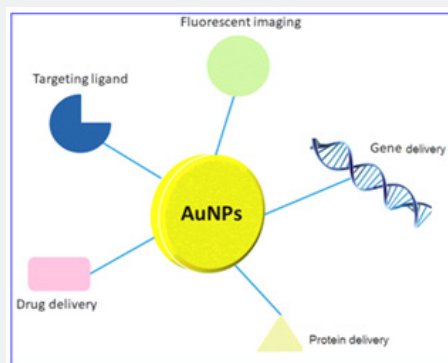 Fluorescent imaging
Targeting ligand
Gene delivery
AuNPs
Drug delivery
Protein delivery